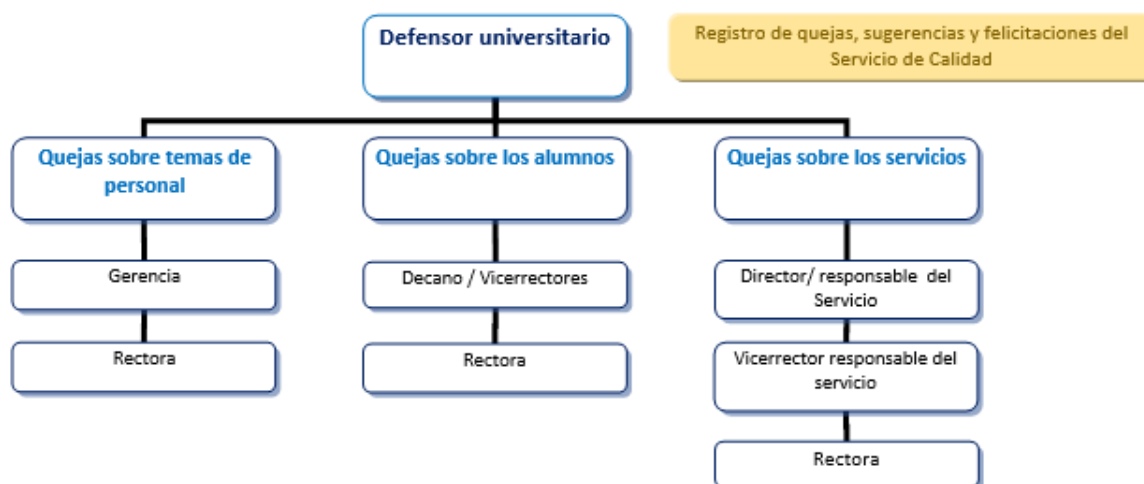 Defensor universitario
Registro de quejas, sugerencias y felicitaciones del
Servicio de Calidad
Quejas sobre temas de
personal
Quejas sobre los alumnos
Quejas sobre los servicios
Gerencia
Decano / Vicerrectores
Director/ responsable del
Servicio
Rectora
Rectora
Vicerrector responsable del
servicio
Rectora